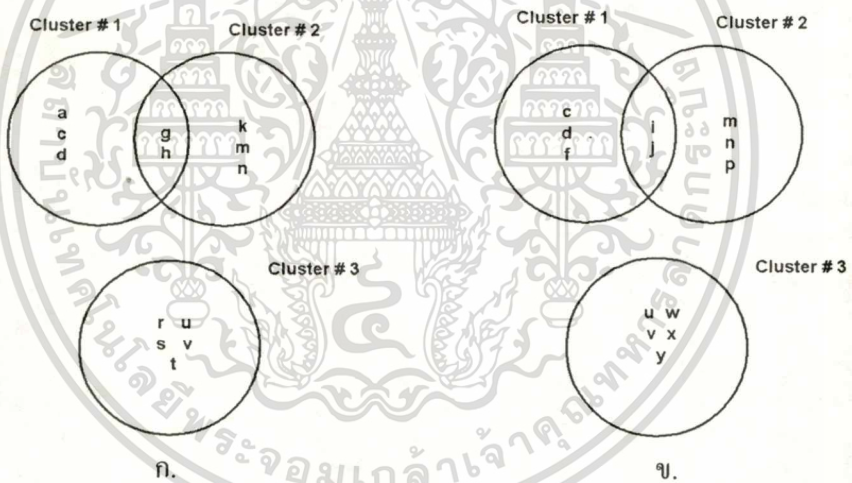 Cluster # 1
Cluster # 2
a
c
d
g
h
k
m
n
Cluster # 3
r u
s v
t
ก.
Cluster # 1
Cluster # 2
c
d
f
i
j
m
n
p
Cluster # 3
u w
v x
y
ข.